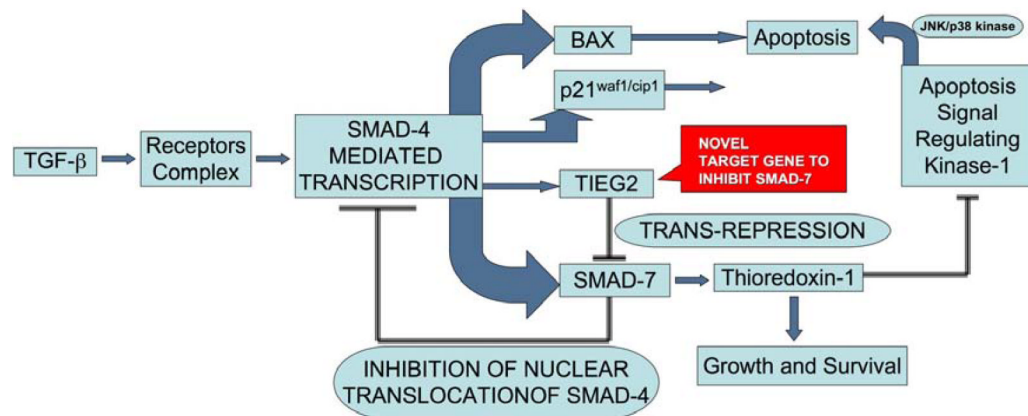 BAX
Apoptosis
JNK/p38 kinase
p21waf1/cip1
Apoptosis
Signal
Regulating
Kinase-1
TGF-β
Receptors
Complex
SMAD-4
MEDIATED
TRANSCRIPTION
NOVEL
TARGET GENE TO
INHIBIT SMAD-7
TIEG2
TRANS-REPRESSION
SMAD-7
Thioredoxin-1
INHIBITION OF NUCLEAR
TRANSLOCATIONOF SMAD-4
Growth and Survival